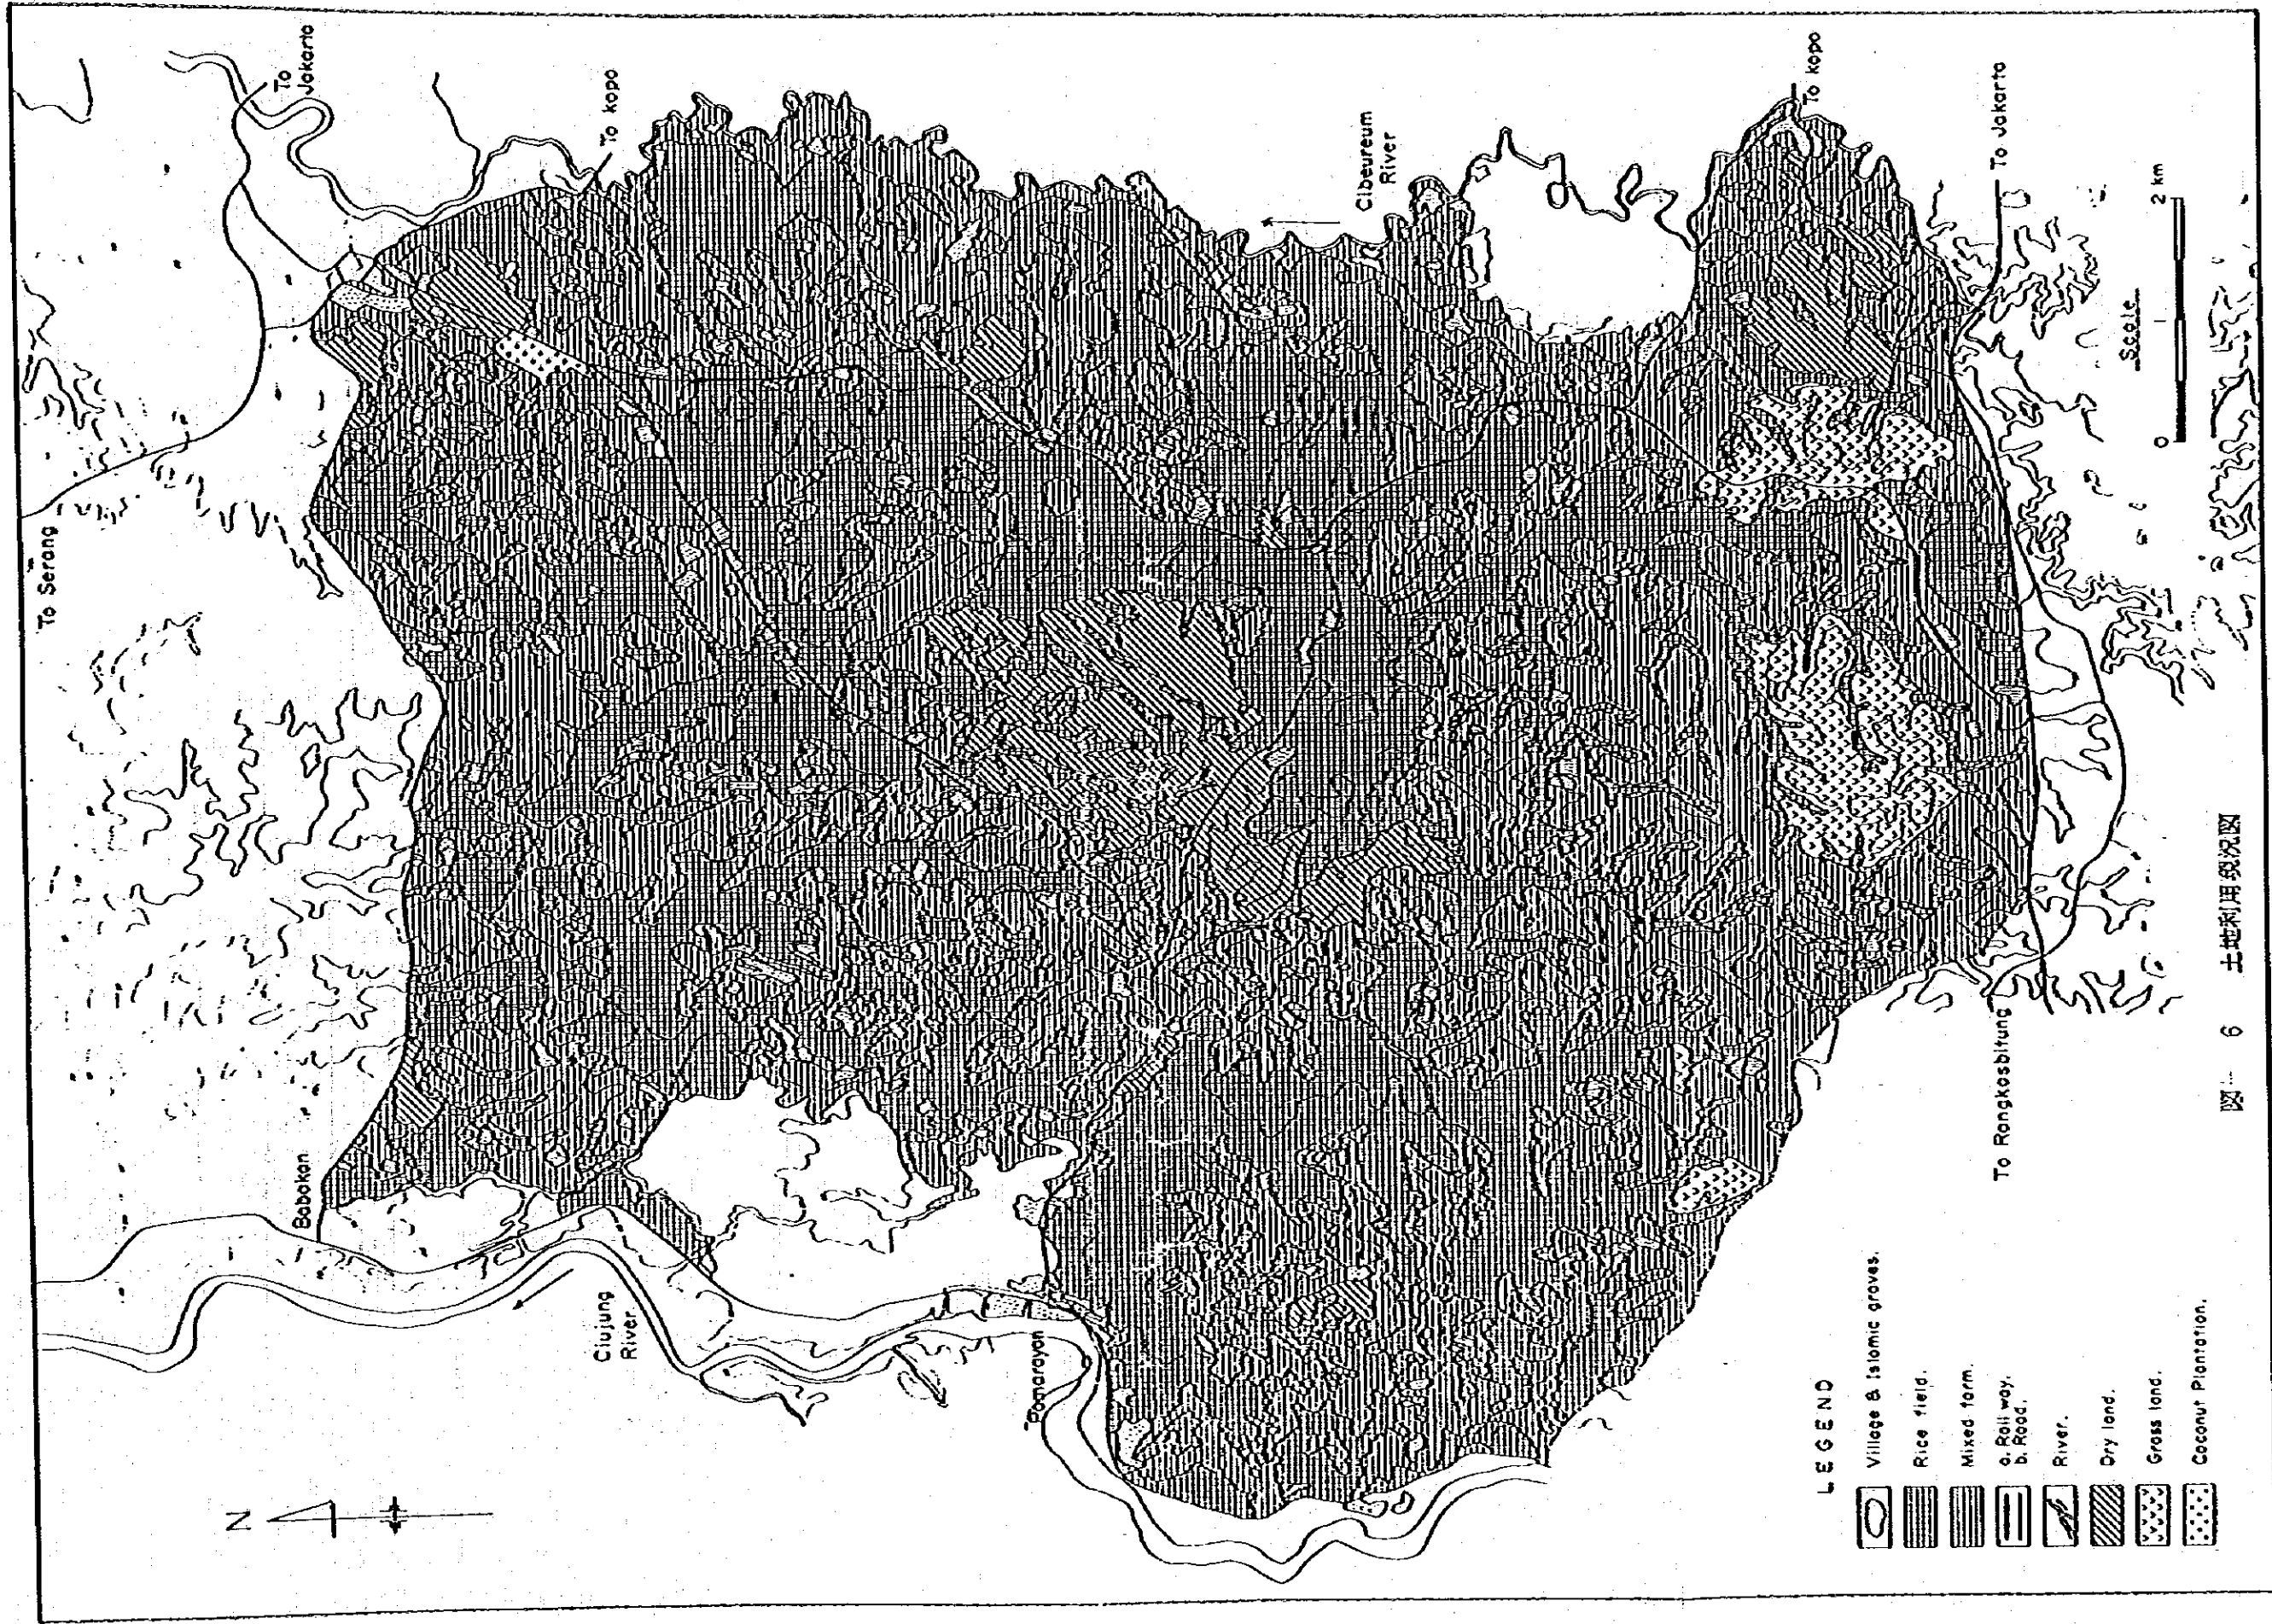 To Serang
To
Jakarta
To kopo
Babakan
Ciujung
River
Pamarayan
Cibeureum
River
To kopo
To Jakarta
To Rangkasbitung
N
Scale
0 1 2 km
LEGEND
Village & Islamic groves.
Rice field.
Mixed farm.
a. Rail way.
b. Road.
River.
Dry land.
Grass land.
Coconut Plantation.
図- 6 土地利用現況図